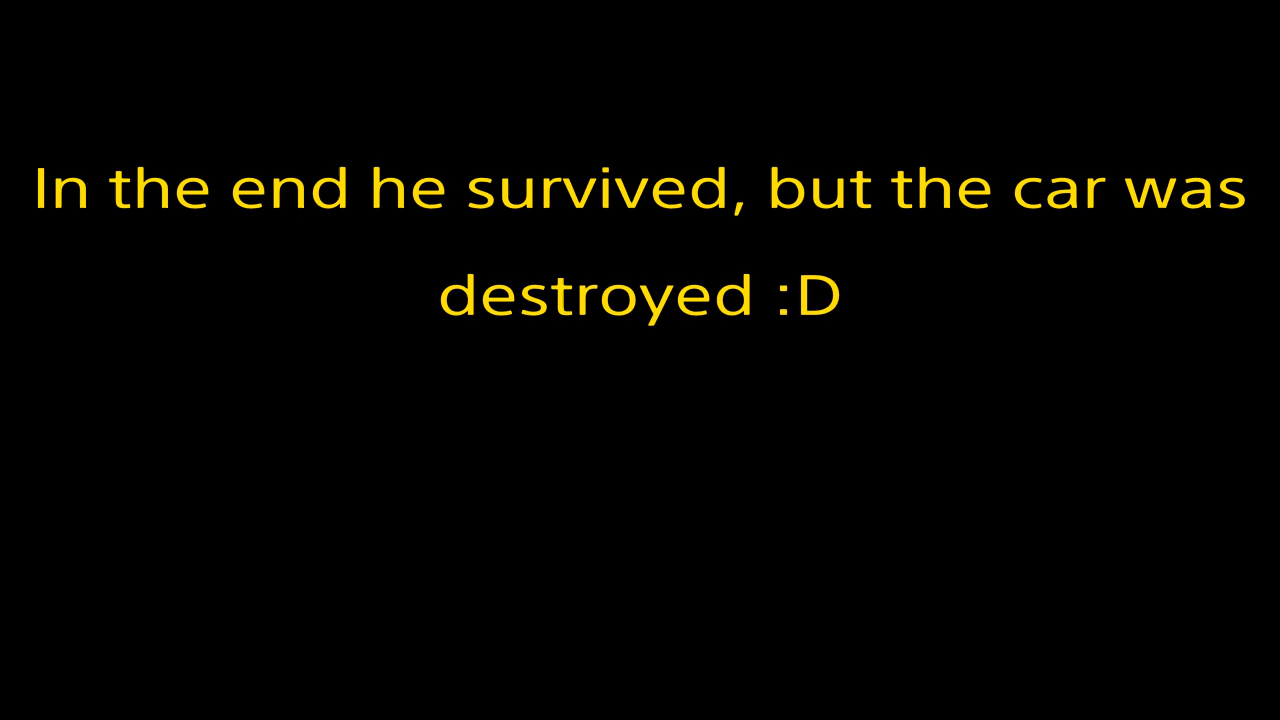 In the end he survived, but the car was
destroyed :D